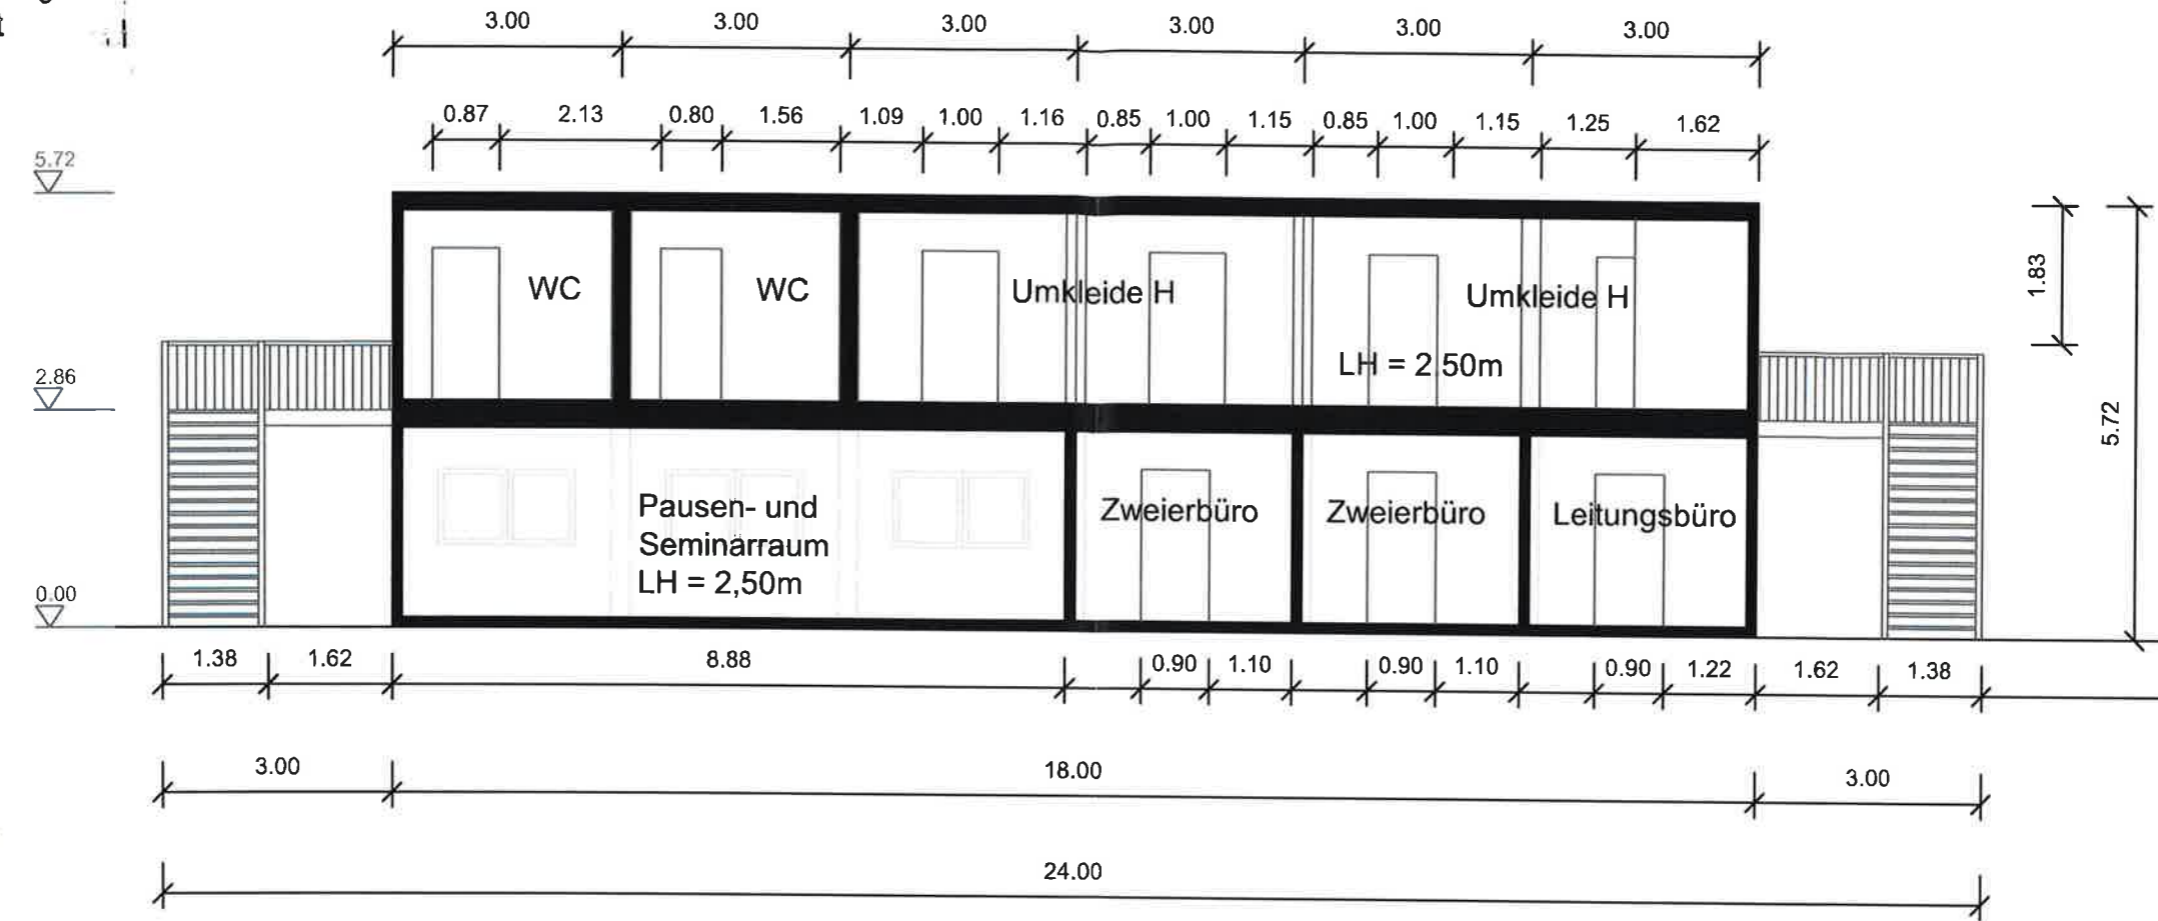 3.00 3.00 3.00 3.00 3.00 3.00
0.87 2.13 0.80 1.56 1.09 1.00 1.16 0.85 1.00 1.15 0.85 1.00 1.15 1.25 1.62
5.72
WC WC Umkleide H Umkleide H
1.83
LH = 2.50m
2.86
5.72
Pausen- und
Seminarraum
LH = 2,50m
Zweierbüro Zweierbüro Leitungsbüro
0.00
1.38 1.62 8.88 0.90 1.10 0.90 1.10 0.90 1.22 1.62 1.38
3.00 18.00 3.00
24.00